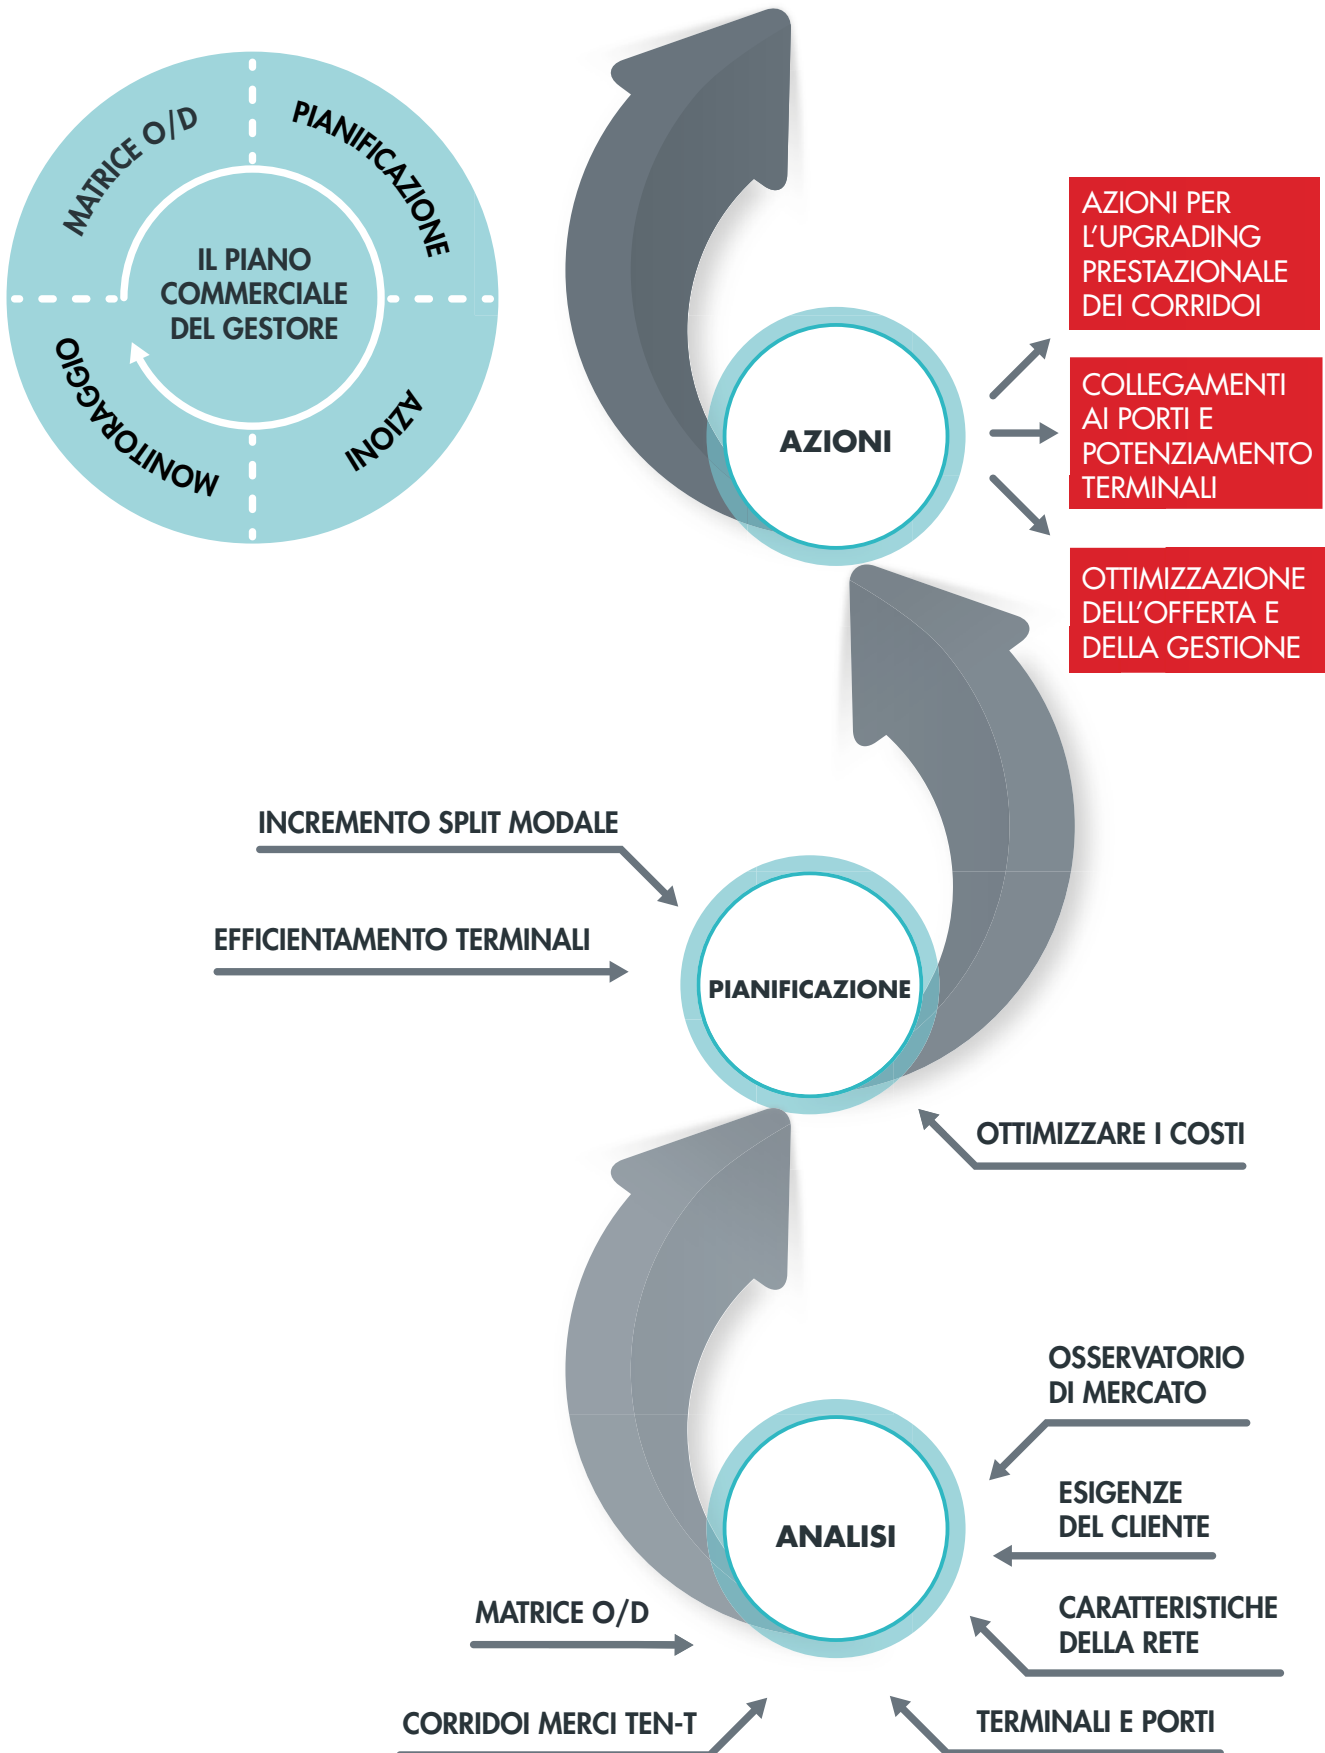 MATRICE O/D
PIANIFICAZIONE
IL PIANO
COMMERCIALE
DEL GESTORE
MONITORAGGIO
AZIONI
AZIONI
AZIONI PER
L'UPGRADING
PRESTAZIONALE
DEI CORRIDOI
COLLEGAMENTI
AI PORTI E
POTENZIAMENTO
TERMINALI
OTTIMIZZAZIONE
DELL'OFFERTA E
DELLA GESTIONE
INCREMENTO SPLIT MODALE
EFFICIENTAMENTO TERMINALI
PIANIFICAZIONE
OTTIMIZZARE I COSTI
OSSERVATORIO
DI MERCATO
ESIGENZE
DEL CLIENTE
ANALISI
CARATTERISTICHE
DELLA RETE
MATRICE O/D
CORRIDOI MERCI TEN-T
TERMINALI E PORTI